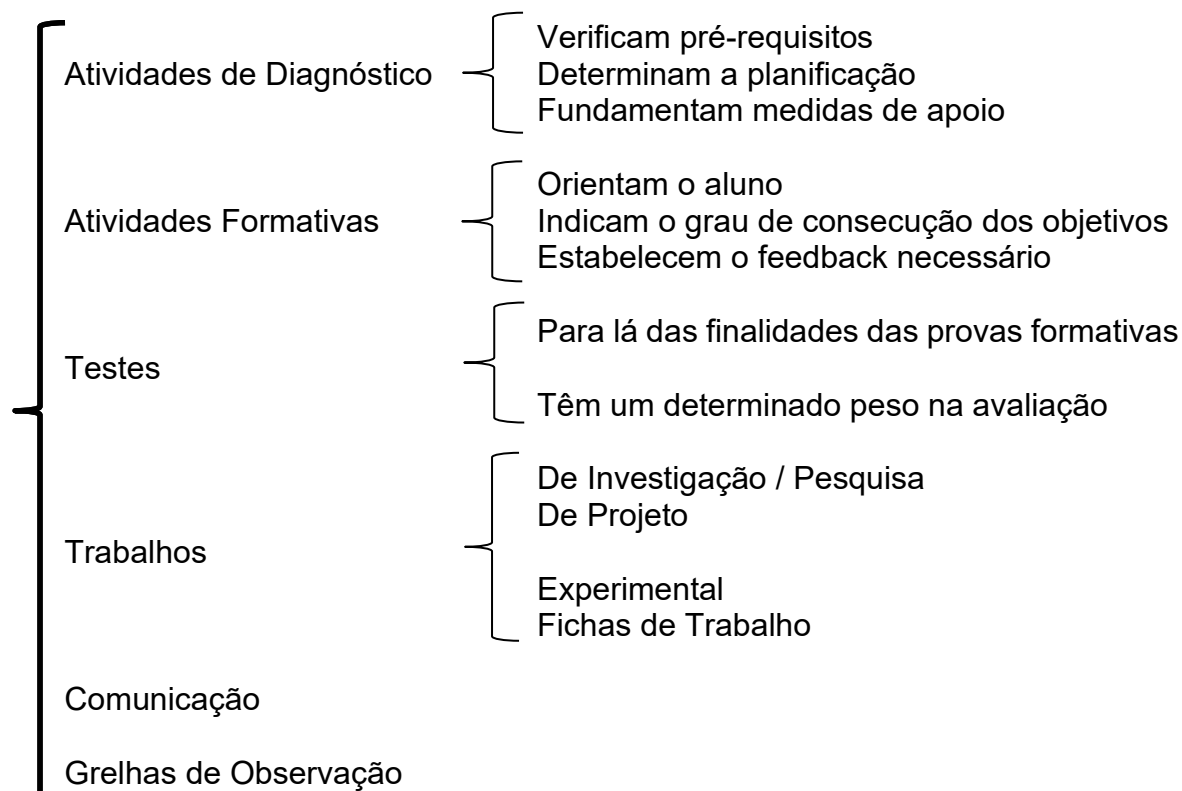 Atividades de Diagnóstico
Verificam pré-requisitos
Determinam a planificação
Fundamentam medidas de apoio
Atividades Formativas
Orientam o aluno
Indicam o grau de consecução dos objetivos
Estabelecem o feedback necessário
Testes
Para lá das finalidades das provas formativas
Têm um determinado peso na avaliação
Trabalhos
De Investigação / Pesquisa
De Projeto
Experimental
Fichas de Trabalho
Comunicação
Grelhas de Observação